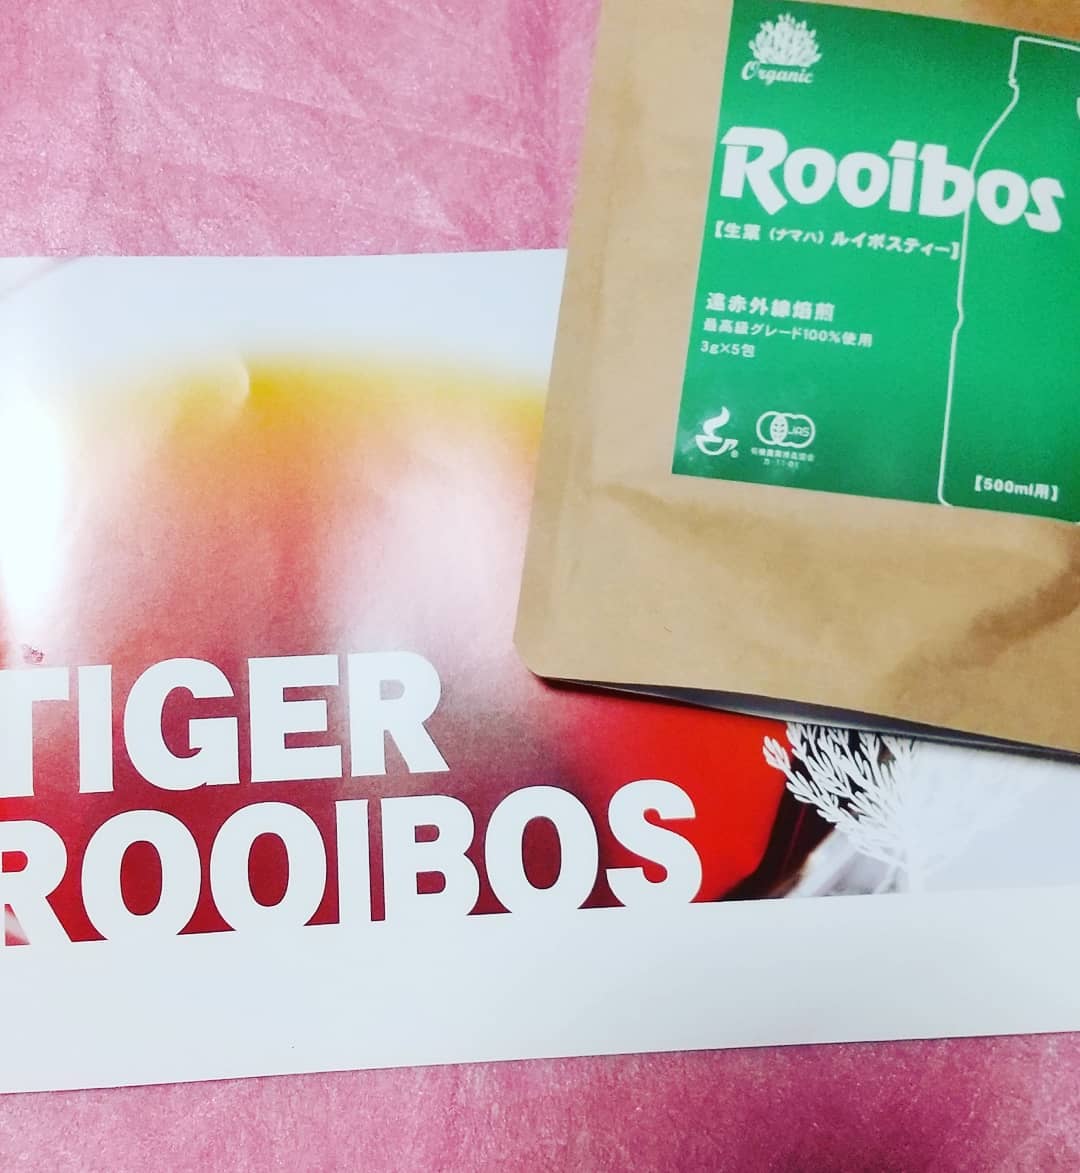 Organic
Rooibos
【生葉（ナマハ）ルイボスティー】
遠赤外線焙煎
最高級グレード100％使用
3g×5包
JAS
【500ml用】
TIGER
ROOIBOS